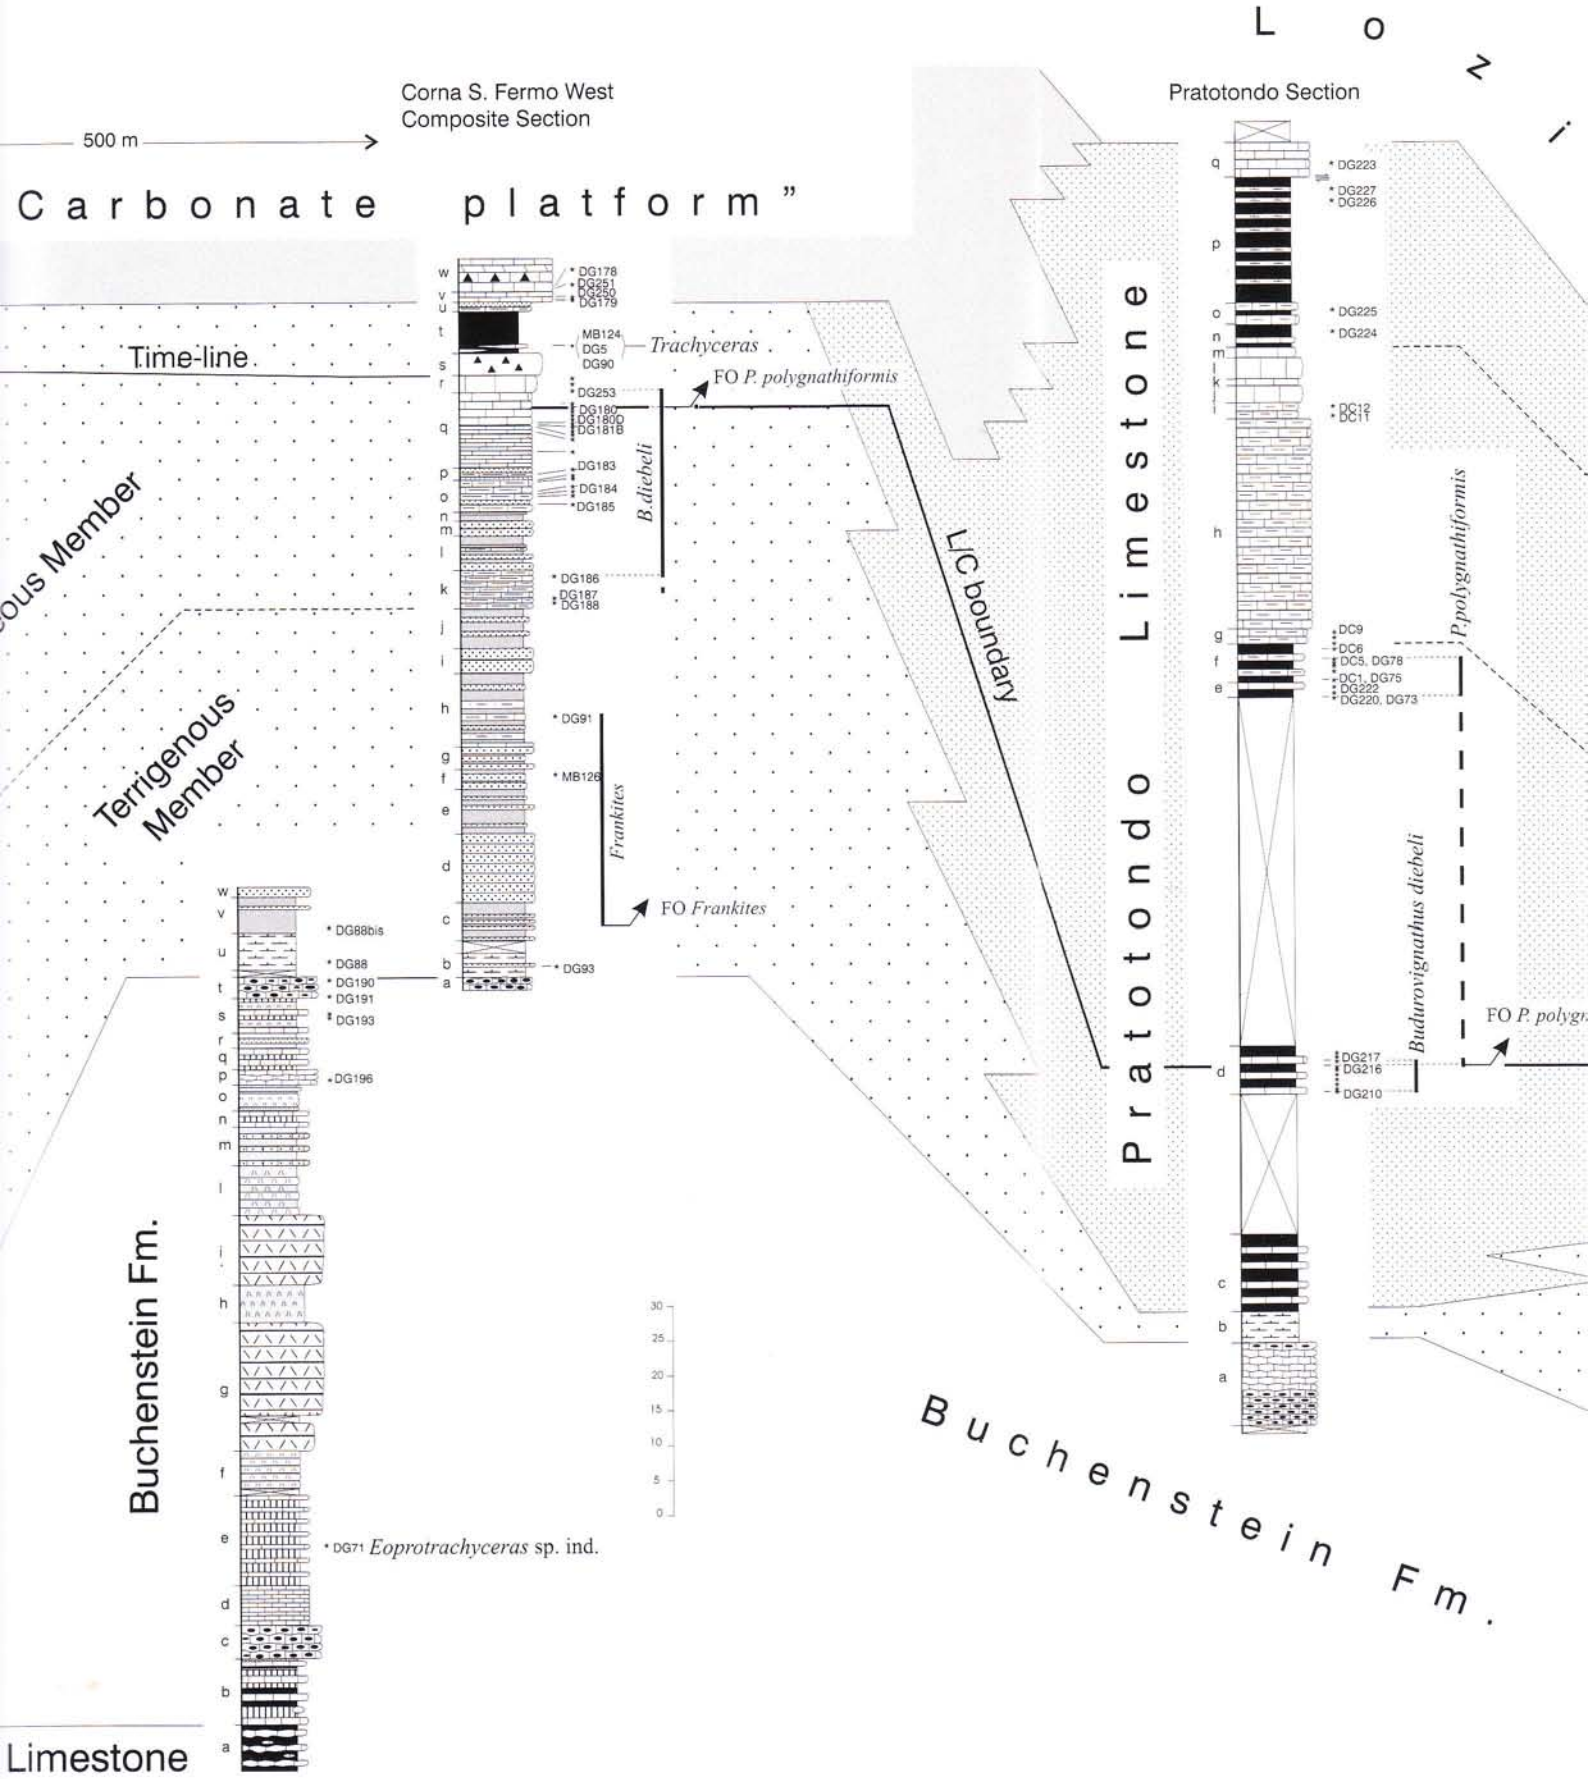 L o z i
Corna S. Fermo West
Composite Section
Pratotondo Section
500 m
Carbonate platform”
w
v
u
t
s
r
q
p
o
n
m
l
k
j
i
h
g
f
e
d
c
b
a
* DG178
* DG251
* DG250
* DG179
MB124
DG5
DG90
Trachyceras
* DG253
* DG180
* DG180D
* DG181B
* DG183
* DG184
* DG185
* DG186
* DG187
* DG188
* DG91
* MB126
* DG93
FO P. polygnathiformis
B.diebeli
Frankites
FO Frankites
Time-line
eous Member
Terrigenous
Member
L/C boundary
Pratotondo Limestone
q
p
o
n
m
l
k
j
i
h
g
f
e
d
c
b
a
* DG223
* DG227
* DG226
* DG225
* DG224
* DC12
* DC11
* DC9
* DC6
* DC5, DG78
* DC1, DG75
* DG222
* DG220, DG73
* DG217
* DG216
* DG210
P.polygnathiformis
Budurovignathus diebeli
FO P. polygn
w
v
u
t
s
r
q
p
o
n
m
l
i
h
g
f
e
d
c
b
a
* DG88bis
* DG88
* DG190
* DG191
* DG193
* DG196
* DG71 Eoprotrachyceras sp. ind.
Buchenstein Fm.
30
25
20
15
10
5
0
Buchenstein Fm.
Limestone